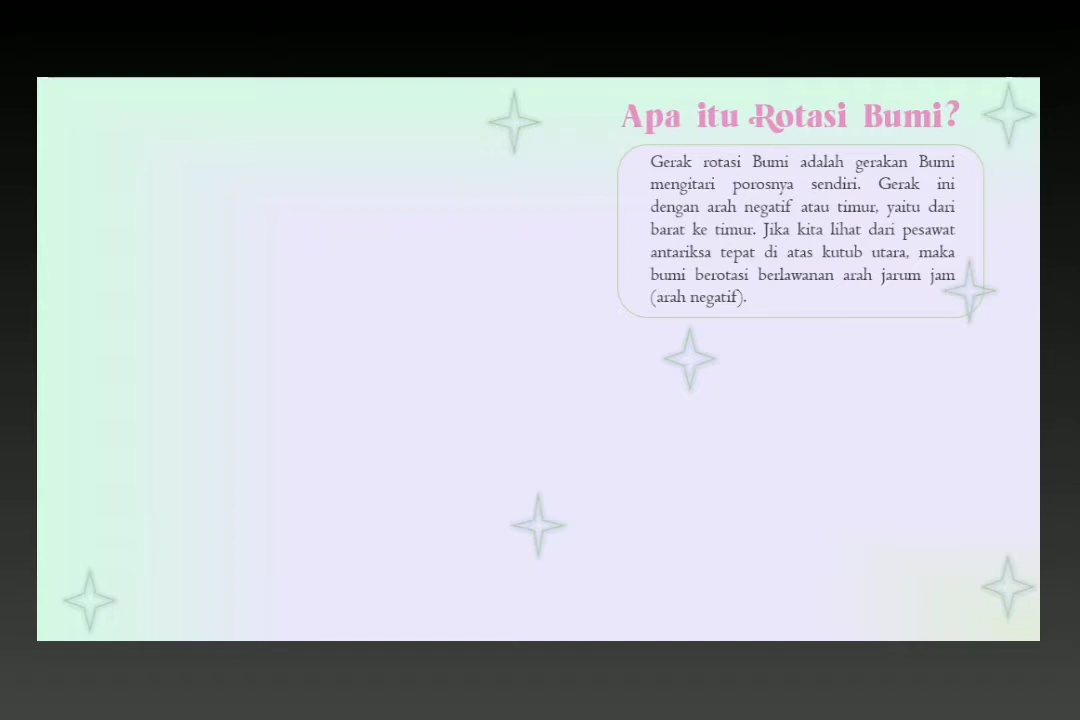 Apa itu Rotasi Bumi?
Gerak rotasi Bumi adalah gerakan Bumi
mengitari porosnya sendiri. Gerak ini
dengan arah negatif atau timur, yaitu dari
barat ke timur. Jika kita lihat dari pesawat
antariksa tepat di atas kutub utara, maka
bumi berotasi berlawanan arah jarum jam
(arah negatif).